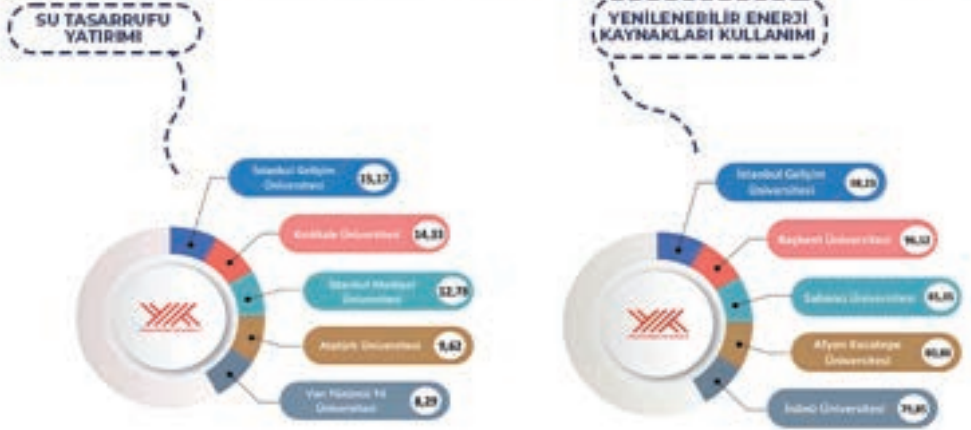 SU TASARRUFU
YATIRIMI
İstanbul Gelişim
Üniversitesi
15,17
Kırıkkale Üniversitesi
14,33
İstanbul Medipol
Üniversitesi
12,78
Atatürk Üniversitesi
9,62
Van Yüzüncü Yıl
Üniversitesi
8,29
YENİLENEBİLİR ENERJİ
KAYNAKLARI KULLANIMI
İstanbul Gelişim
Üniversitesi
Başkent Üniversitesi
96,12
Sabancı Üniversitesi
Afyon Kocatepe
Üniversitesi
İnönü Üniversitesi